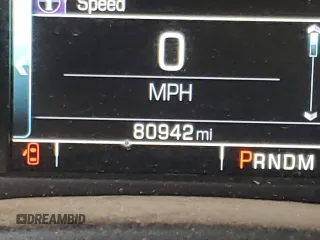 Speed
0
MPH
80942 mi
PRNDM
DREAMBID